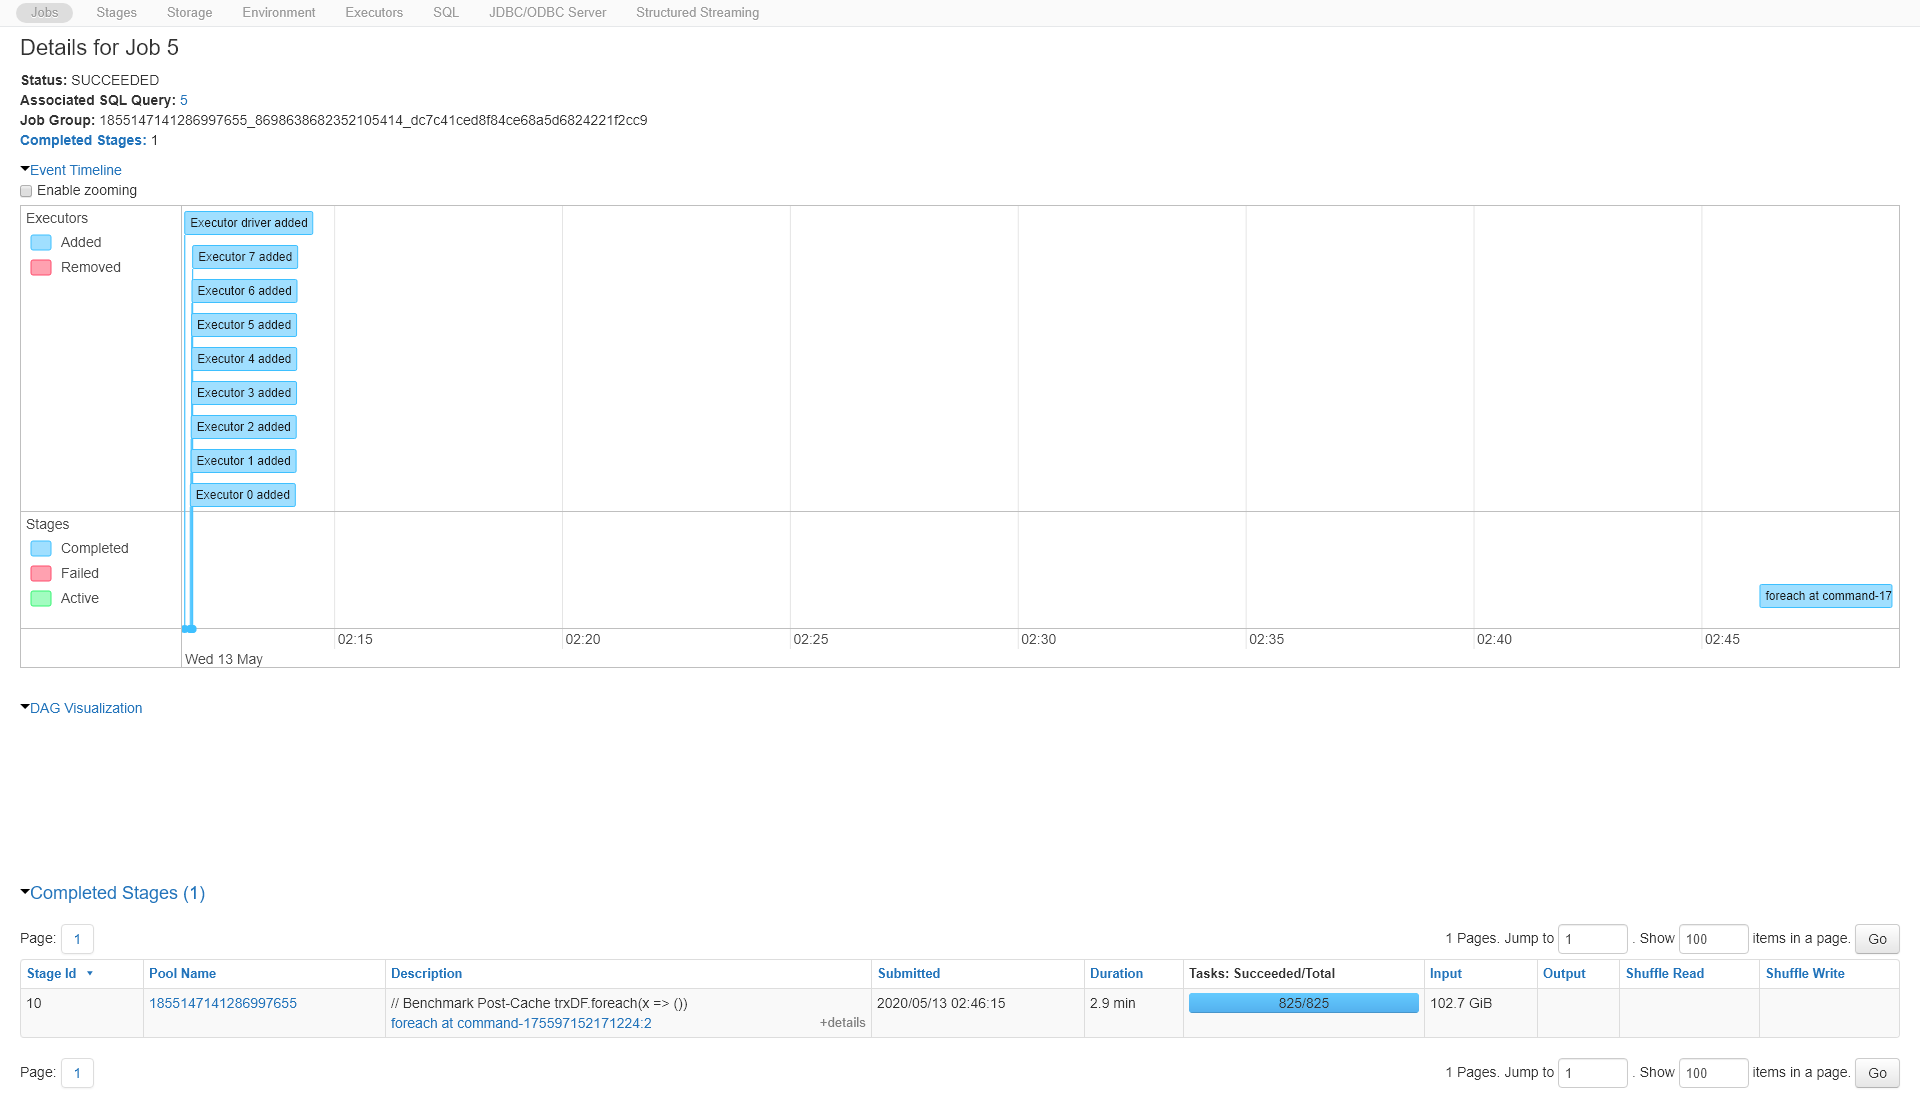 Jobs Stages Storage Environment Executors SQL JDBC/ODBC Server Structured Streaming
Details for Job 5
Status: SUCCEEDED
Associated SQL Query: 5
Job Group: 1855147141286997655_8698638682352105414_dc7c41ced8f84ce68a5d6824221f2cc9
Completed Stages: 1
Event Timeline
Enable zooming
Executors
Added
Removed
Executor driver added
Executor 7 added
Executor 6 added
Executor 5 added
Executor 4 added
Executor 3 added
Executor 2 added
Executor 1 added
Executor 0 added
Stages
Completed
Failed
Active
foreach at command-17
02:15 02:20 02:25 02:30 02:35 02:40 02:45
Wed 13 May
DAG Visualization
Completed Stages (1)
Page: 1 1 Pages. Jump to 1 . Show 100 items in a page. Go
Stage Id Pool Name Description Submitted Duration Tasks: Succeeded/Total Input Output Shuffle Read Shuffle Write
10 1855147141286997655 // Benchmark Post-Cache trxDF.foreach(x => ()) 2020/05/13 02:46:15 2.9 min 825/825 102.7 GiB
foreach at command-175597152171224:2 +details
Page: 1 1 Pages. Jump to 1 . Show 100 items in a page. Go